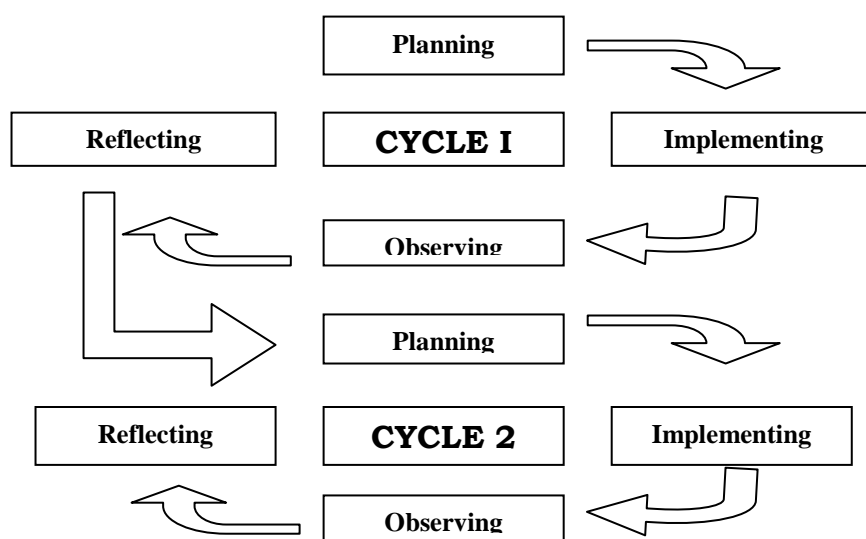 Planning
Reflecting CYCLE I Implementing
Observing
Planning
Reflecting CYCLE 2 Implementing
Observing